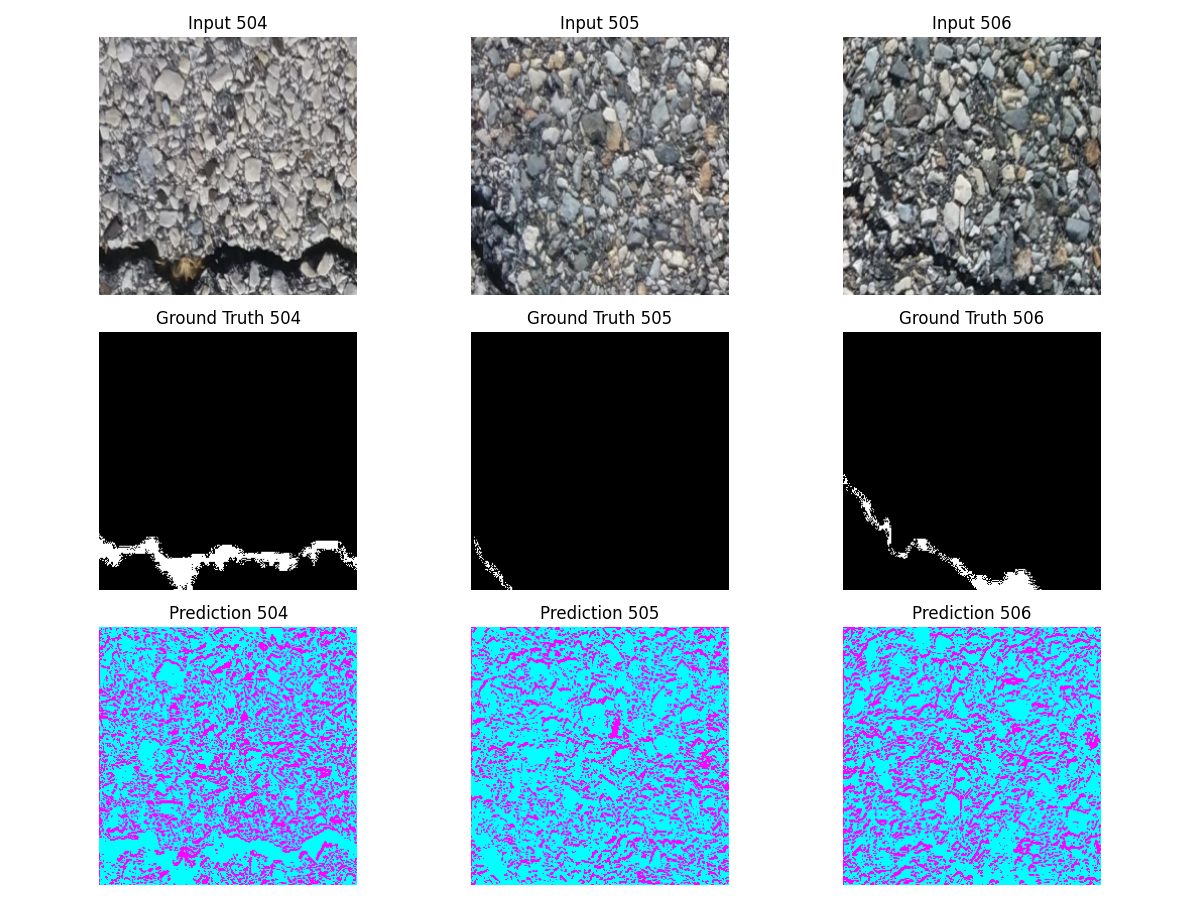 Input 504
Input 505
Input 506
Ground Truth 504
Ground Truth 505
Ground Truth 506
Prediction 504
Prediction 505
Prediction 506